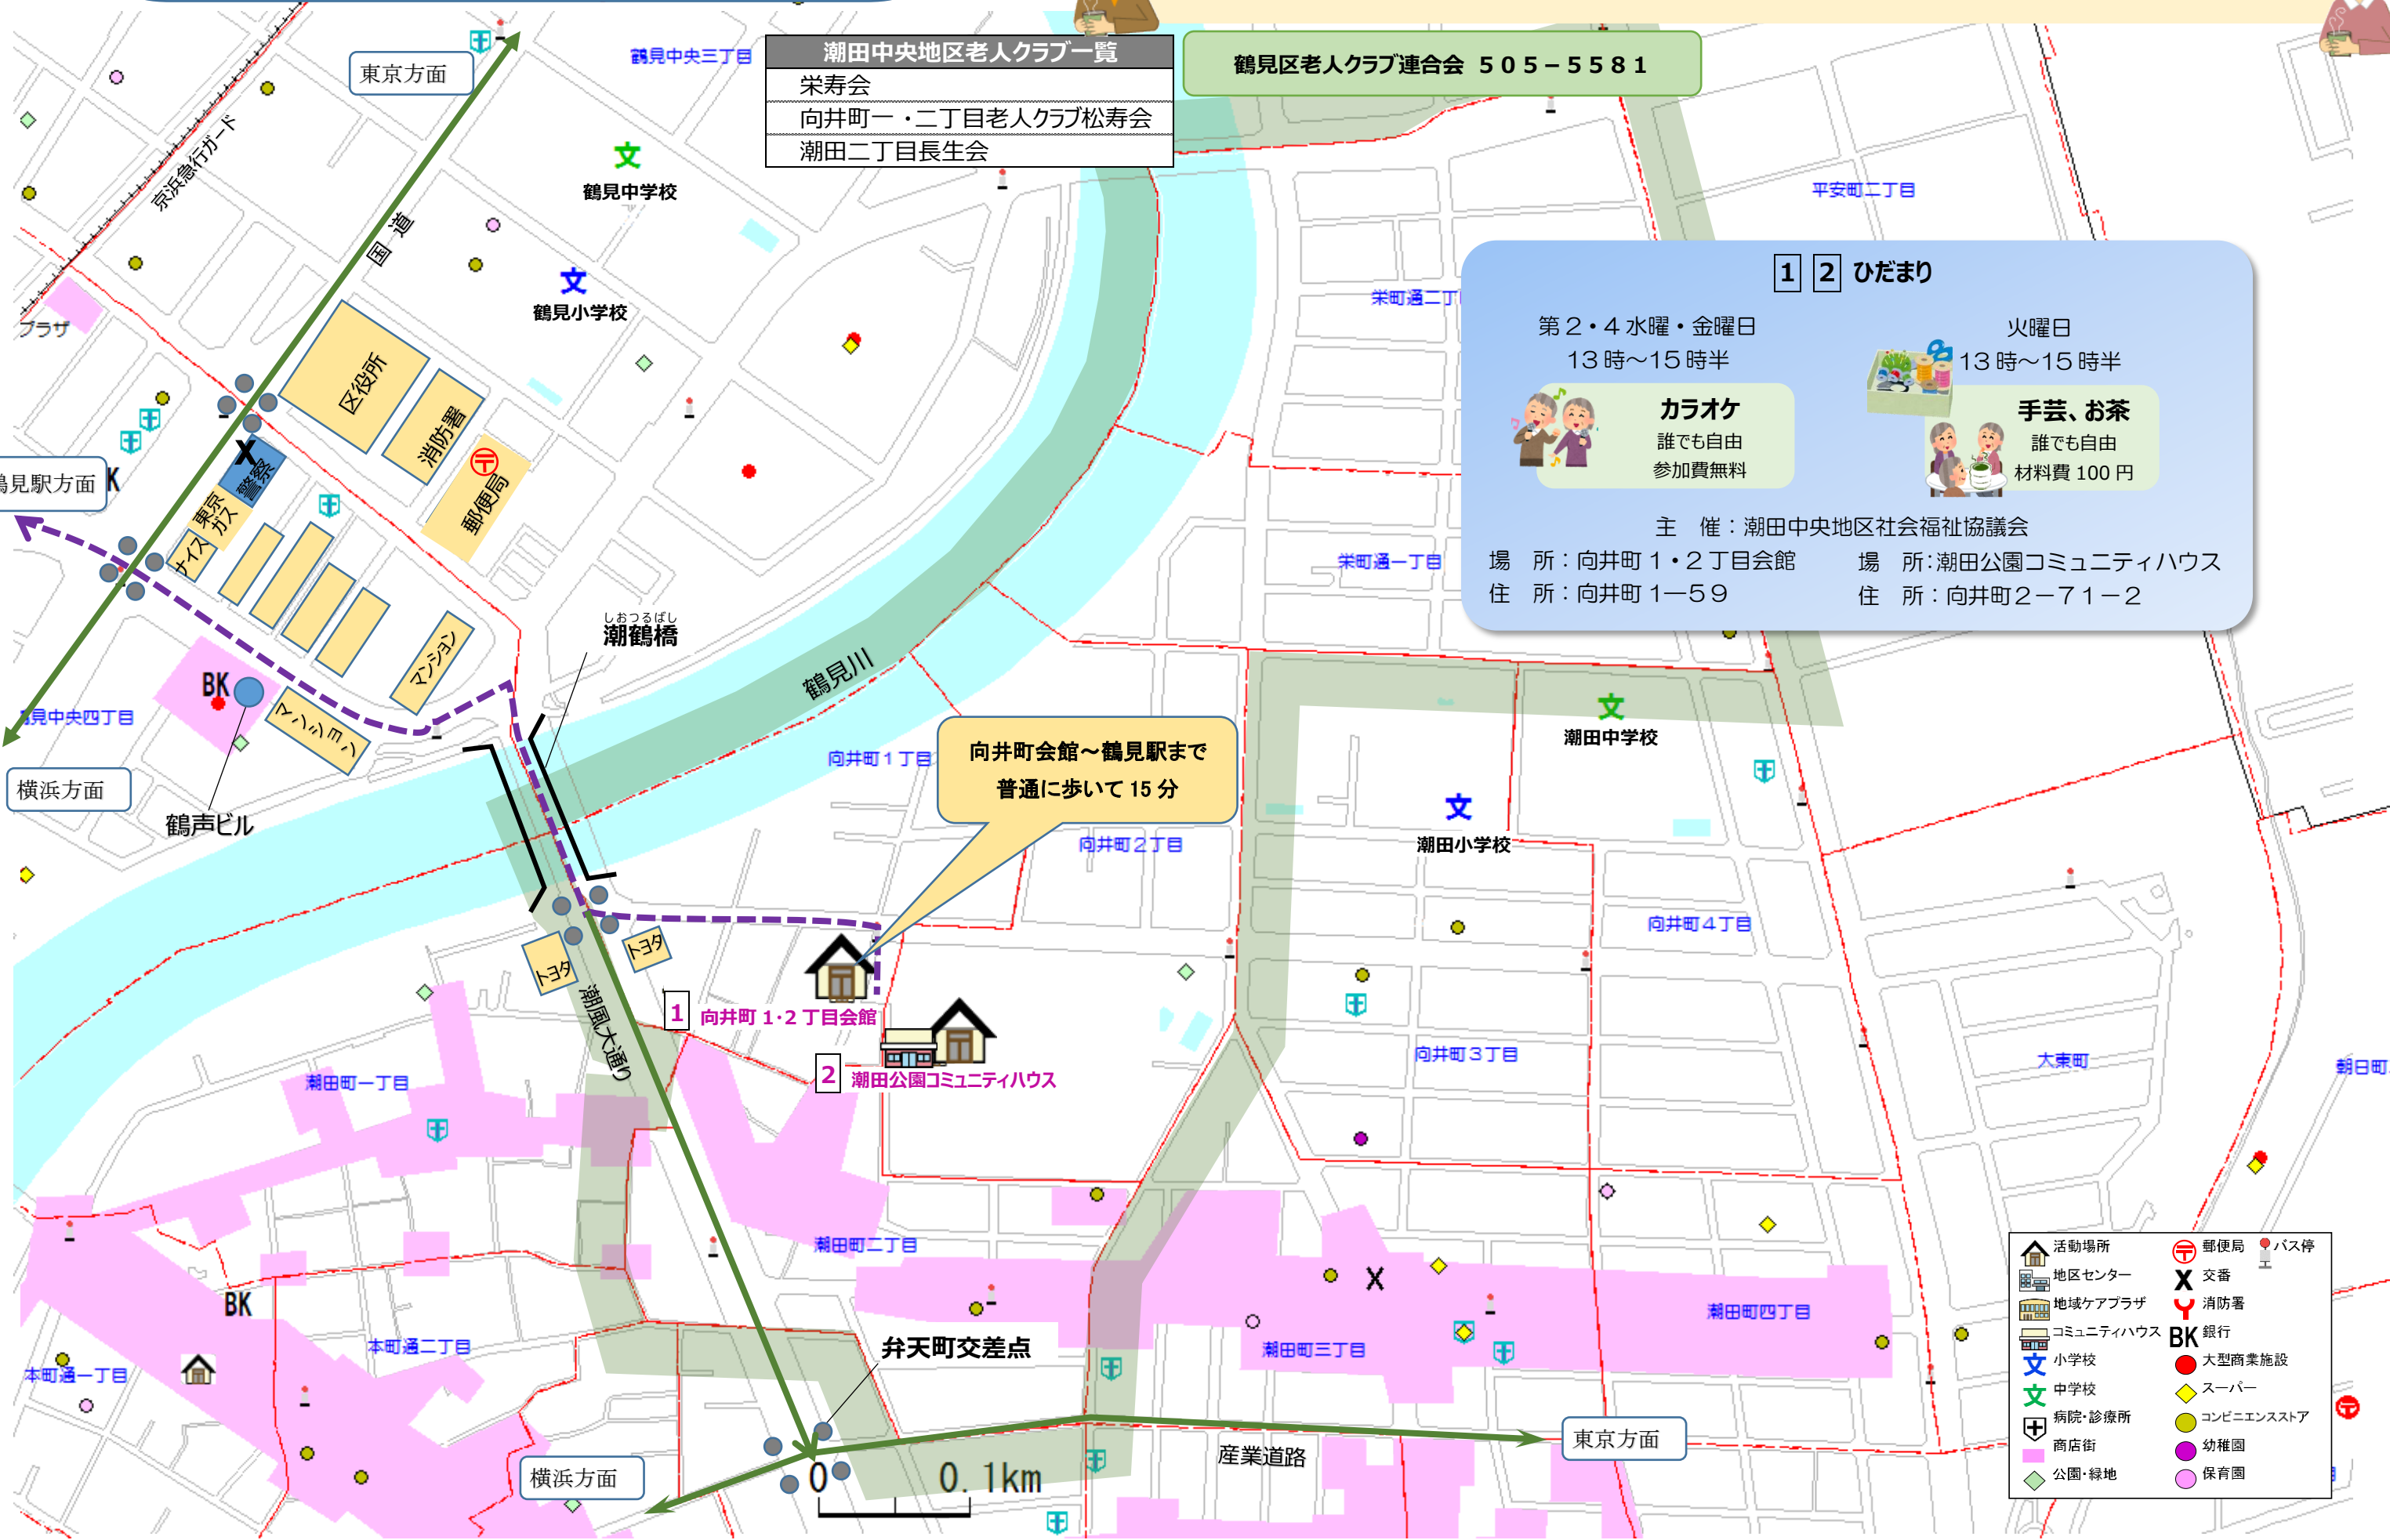 潮田中央地区老人クラブ一覧
栄寿会
向井町一・二丁目老人クラブ松寿会
潮田二丁目長生会
鶴見区老人クラブ連合会 505-5581
1 2 ひだまり
第2・4水曜・金曜日
13時～15時半
カラオケ
誰でも自由
参加費無料
火曜日
13時～15時半
手芸、お茶
誰でも自由
材料費100円
主 催：潮田中央地区社会福祉協議会
場 所：向井町1・2丁目会館
住 所：向井町1―59
場 所：潮田公園コミュニティハウス
住 所：向井町2－71－2
東京方面
鶴見中央三丁目
京浜急行ガード
国道
鶴見中学校
鶴見小学校
プラザ
区役所
消防署
郵便局
警察
東京ガス
ナイス
見駅方面
K
マンション
マンション
BK
見中央四丁目
横浜方面
鶴声ビル
しおつるばし
潮鶴橋
鶴見川
平安町二丁目
栄町通二丁
栄町通一丁目
向井町1丁目
向井町会館～鶴見駅まで
普通に歩いて15分
向井町2丁目
潮田中学校
潮田小学校
向井町4丁目
向井町3丁目
大東町
朝日町
トヨタ
トヨタ
潮風大通り
1 向井町1・2丁目会館
2 潮田公園コミュニティハウス
潮田町一丁目
潮田町二丁目
潮田町三丁目
潮田町四丁目
BK
本町通二丁目
本町通一丁目
弁天町交差点
産業道路
東京方面
横浜方面
0 0.1km
活動場所
地区センター
地域ケアプラザ
コミュニティハウス
小学校
中学校
病院・診療所
商店街
公園・緑地
郵便局
バス停
交番
消防署
BK 銀行
大型商業施設
スーパー
コンビニエンスストア
幼稚園
保育園